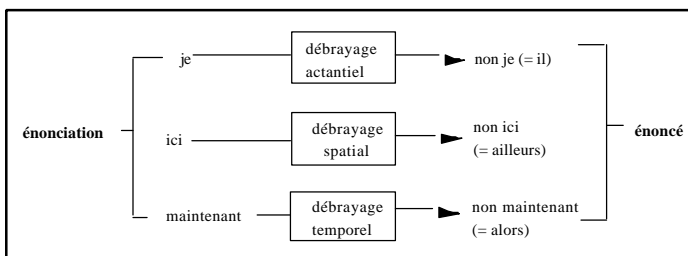 je
débrayage
actantiel
non je (= il)
énonciation
ici
débrayage
spatial
non ici
(= ailleurs)
énoncé
maintenant
débrayage
temporel
non maintenant
(= alors)